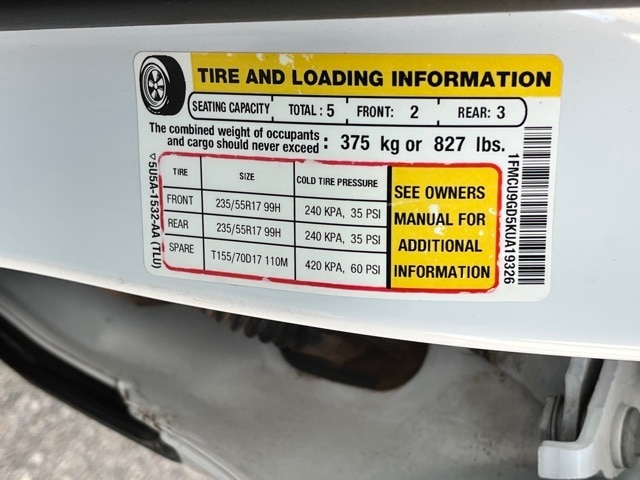 TIRE AND LOADING INFORMATION
SEATING CAPACITY TOTAL : 5 FRONT: 2 REAR: 3
The combined weight of occupants
and cargo should never exceed : 375 kg or 827 lbs.
TIRE SIZE COLD TIRE PRESSURE
FRONT 235/55R17 99H 240 KPA, 35 PSI
REAR 235/55R17 99H 240 KPA, 35 PSI
SPARE T155/70D17 110M 420 KPA, 60 PSI
SEE OWNERS
MANUAL FOR
ADDITIONAL
INFORMATION
5U5A-1532-AA (TLU)
1FMCU9GD5KUA19326